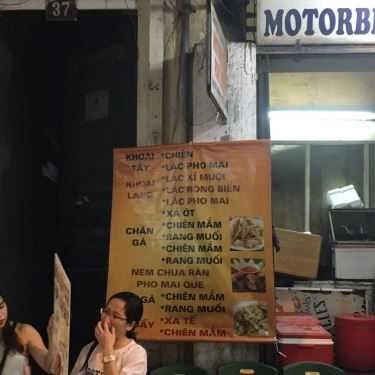 37
MOTORBI
KHOAI *CHIÊN
TÂY *LẮC PHO MAI
KHOAI *LẮC XÍ MUỘI
LANG *LẮC RONG BIỂN
*LẮC PHO MAI
*XẢ ỚT
CHÂN *CHIÊN MẮM
GÀ *RANG MUỐI
*CHIÊN MẮM
*RANG MUỐI
NEM CHUA RÁN
PHO MAI QUE
GÀ *CHIÊN MẮM
*RANG MUỐI
*XA TẾ
*CHIÊN MẮM